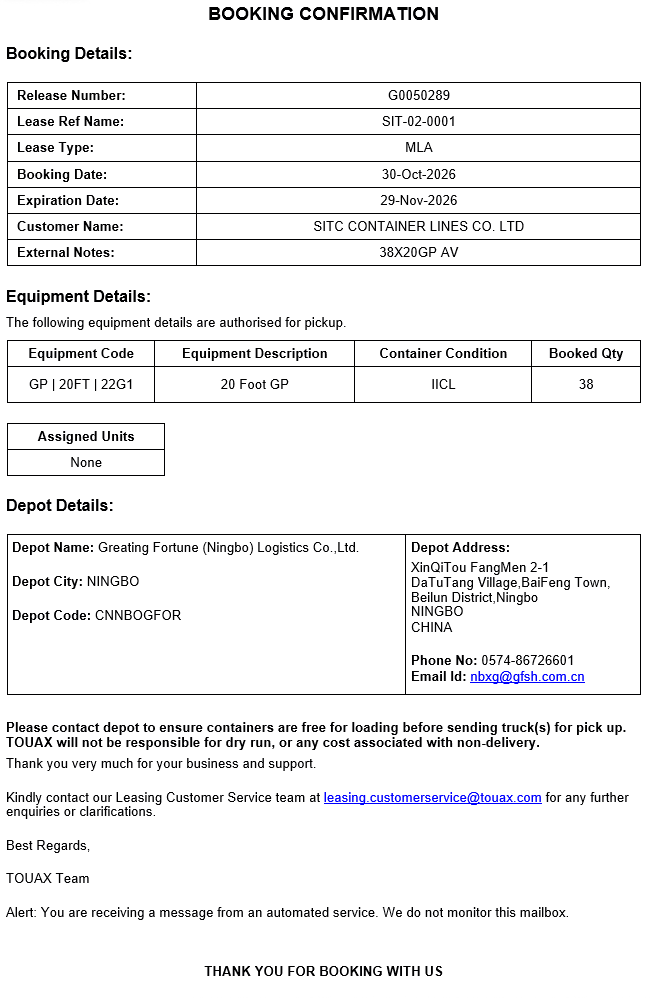 BOOKING CONFIRMATION
Booking Details:
Release Number: G0050289
Lease Ref Name: SIT-02-0001
Lease Type: MLA
Booking Date: 30-Oct-2026
Expiration Date: 29-Nov-2026
Customer Name: SITC CONTAINER LINES CO. LTD
External Notes: 38X20GP AV
Equipment Details:
The following equipment details are authorised for pickup.
Equipment Code Equipment Description Container Condition Booked Qty
GP | 20FT | 22G1 20 Foot GP IICL 38
Assigned Units
None
Depot Details:
Depot Name: Greating Fortune (Ningbo) Logistics Co.,Ltd.
Depot City: NINGBO
Depot Code: CNNBOGFOR
Depot Address:
XinQiTou FangMen 2-1
DaTuTang Village,BaiFeng Town,
Beilun District,Ningbo
NINGBO
CHINA
Phone No: 0574-86726601
Email Id: nbxg@gfsh.com.cn
Please contact depot to ensure containers are free for loading before sending truck(s) for pick up.
TOUAX will not be responsible for dry run, or any cost associated with non-delivery.
Thank you very much for your business and support.
Kindly contact our Leasing Customer Service team at leasing.customerservice@touax.com for any further
enquiries or clarifications.
Best Regards,
TOUAX Team
Alert: You are receiving a message from an automated service. We do not monitor this mailbox.
THANK YOU FOR BOOKING WITH US